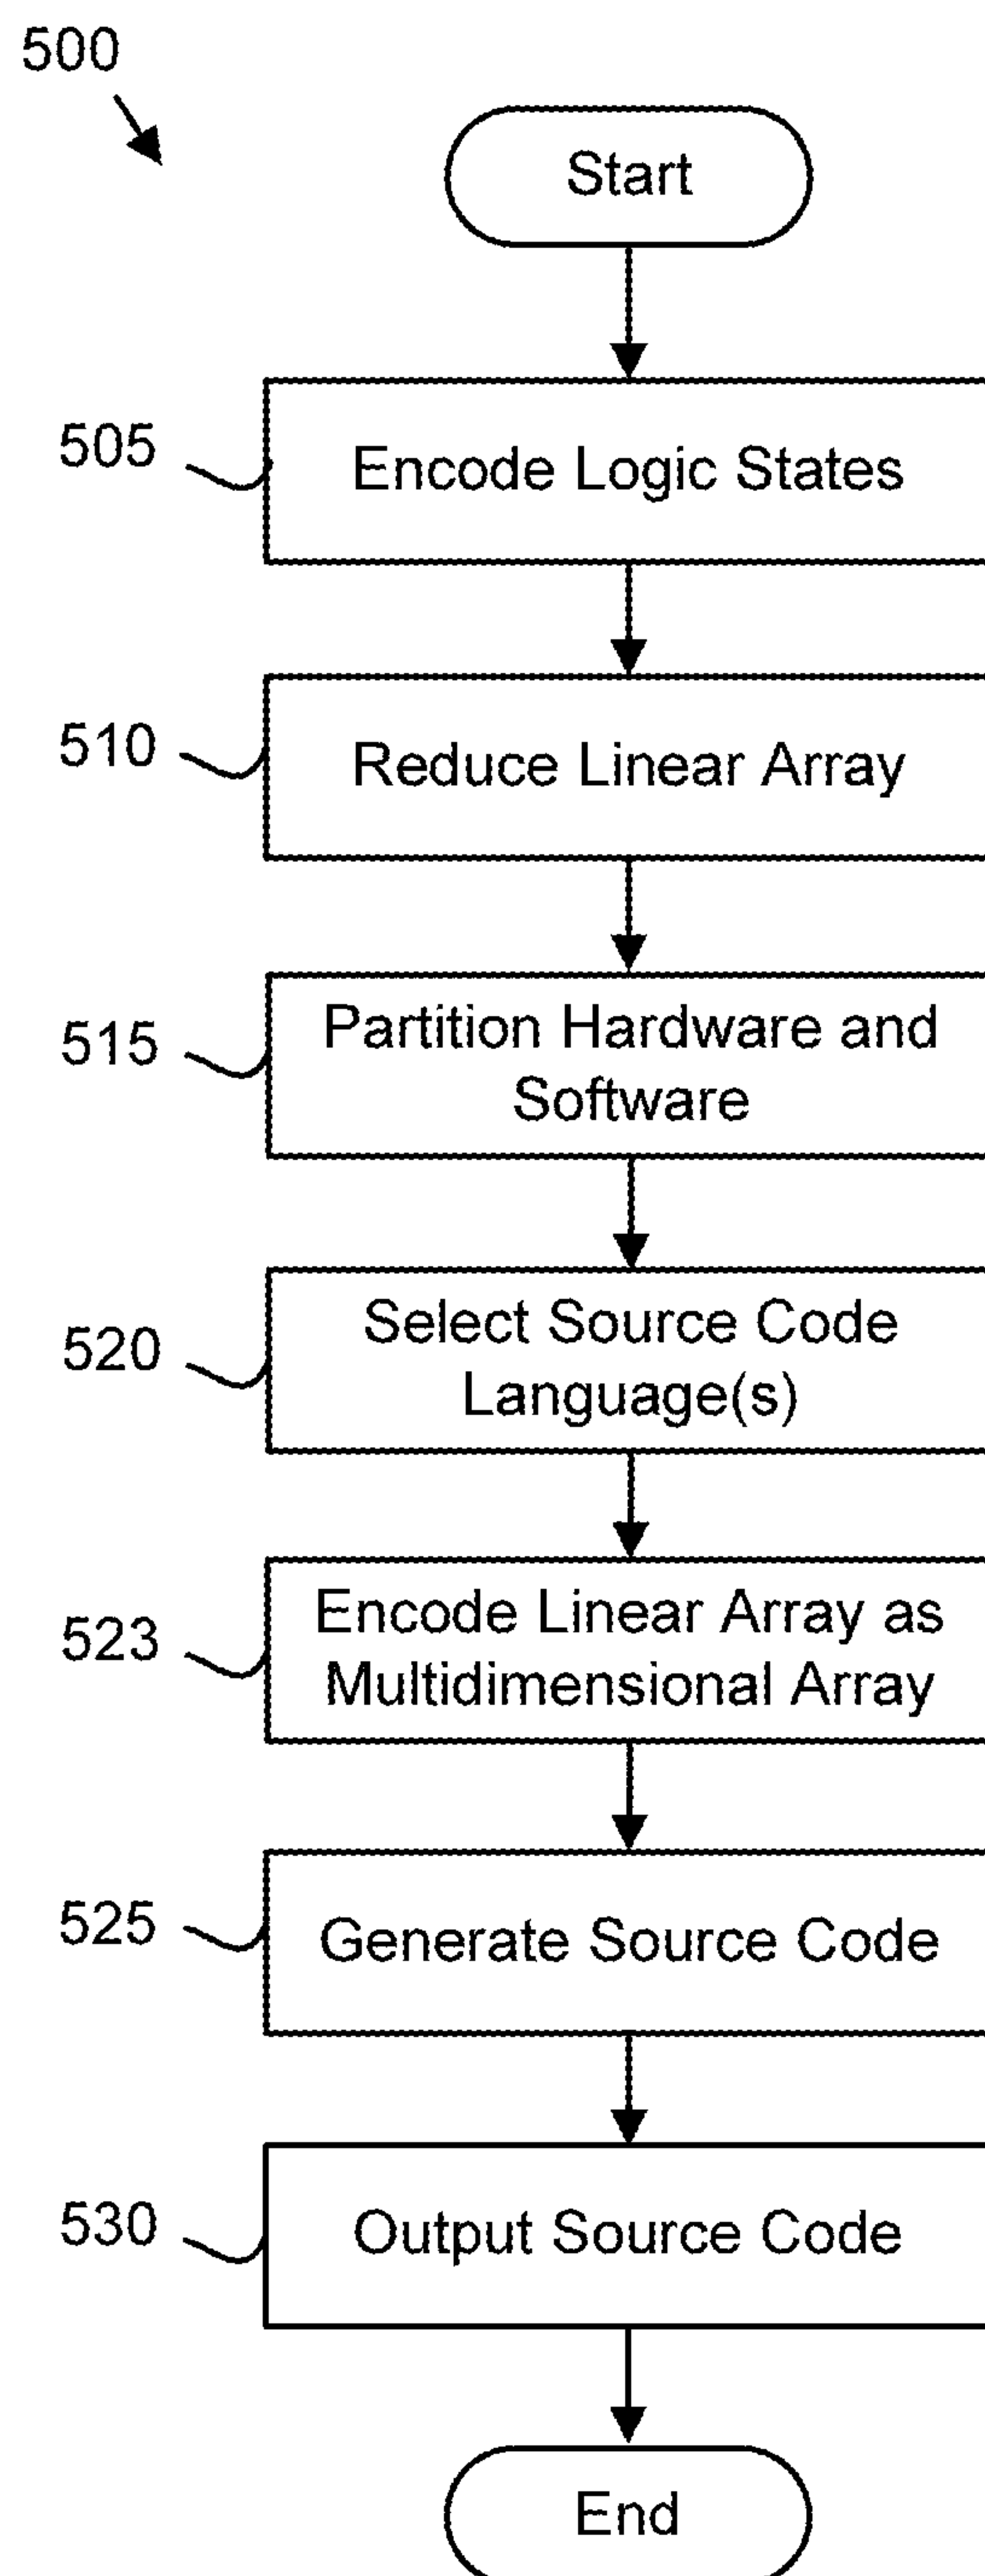 500
Start
505
Encode Logic States
510
Reduce Linear Array
515
Partition Hardware and
Software
520
Select Source Code
Language(s)
523
Encode Linear Array as
Multidimensional Array
525
Generate Source Code
530
Output Source Code
End